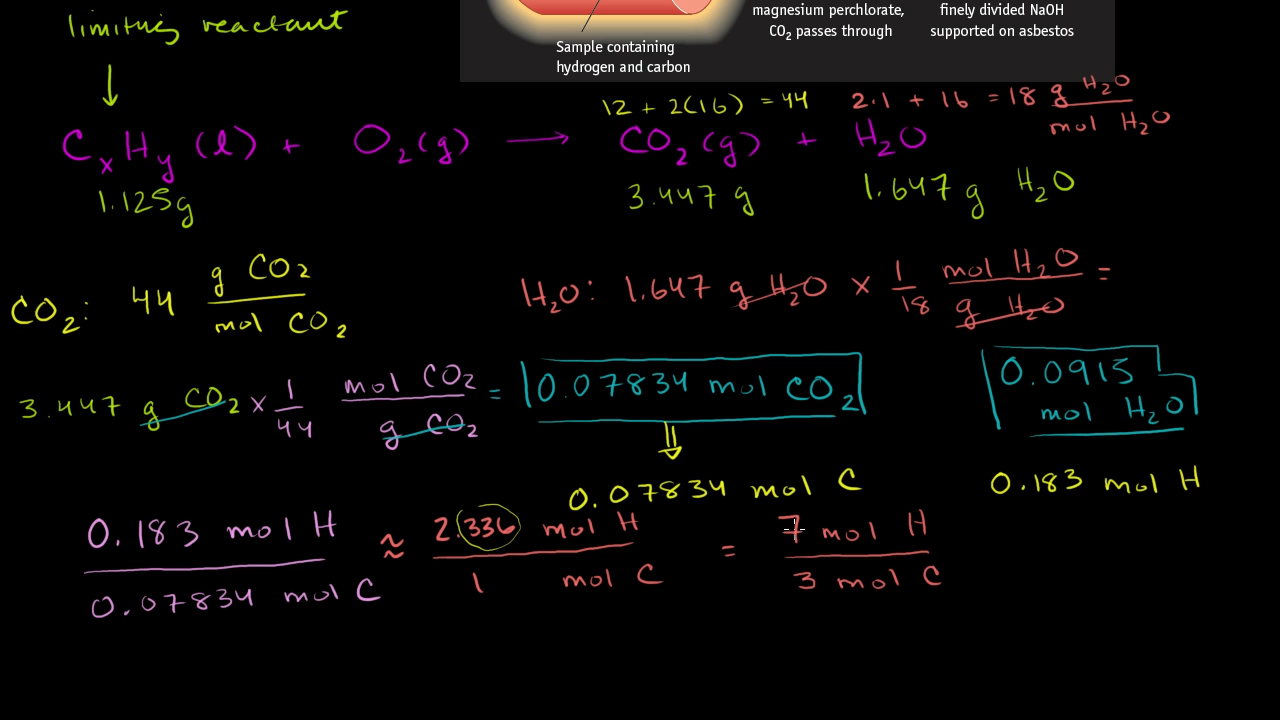 limiting reactant
magnesium perchlorate,
CO₂ passes through
finely divided NaOH
supported on asbestos
Sample containing
hydrogen and carbon
12 + 2(16) = 44
2·1 + 16 = 18 g H₂O / mol H₂O
CₓHᵧ (l) + O₂(g) → CO₂(g) + H₂O
1.125g
3.447 g
1.647 g H₂O
CO₂: 44 g CO₂ / mol CO₂
H₂O: 1.647 g H₂O × 1/18 mol H₂O / g H₂O =
3.447 g CO₂ × 1/44 mol CO₂ / g CO₂ = 0.07834 mol CO₂
0.0915
mol H₂O
0.07834 mol C
0.183 mol H
0.183 mol H / 0.07834 mol C ≈ 2.336 mol H / 1 mol C = 7 mol H / 3 mol C